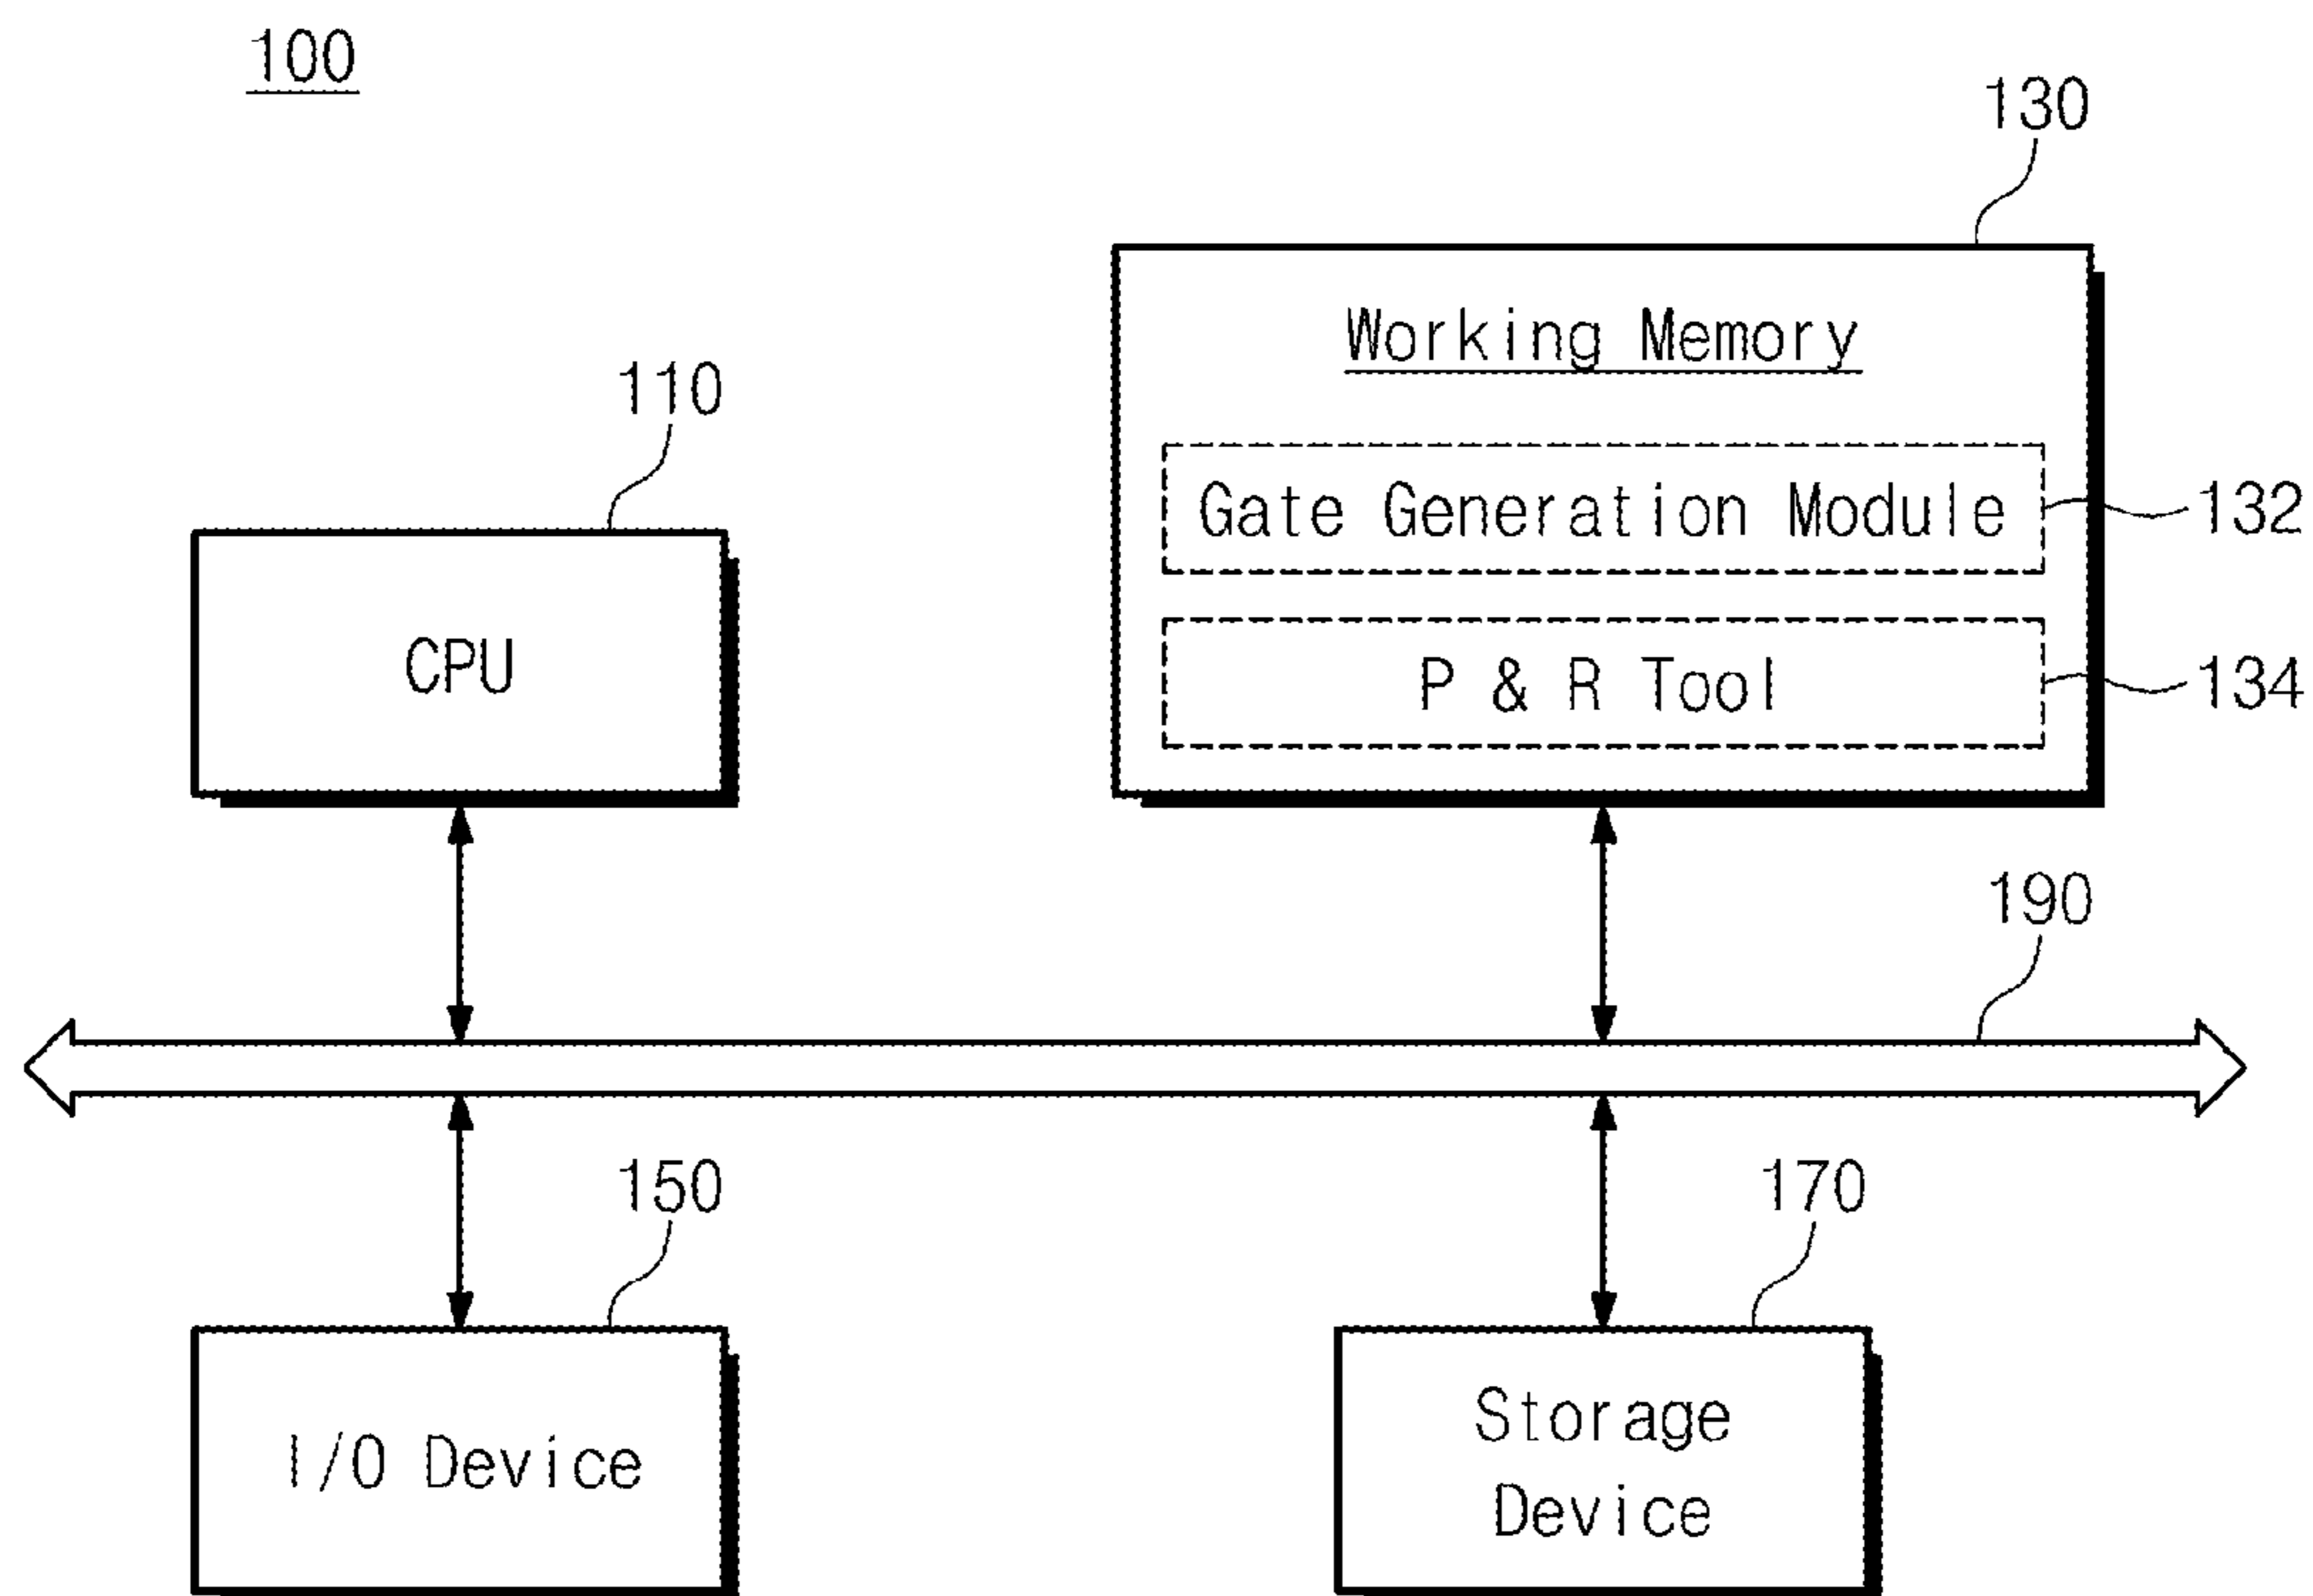 100
130
Working Memory
110
Gate Generation Module
132
CPU
P & R Tool
134
190
150
170
I/O Device
Storage
Device